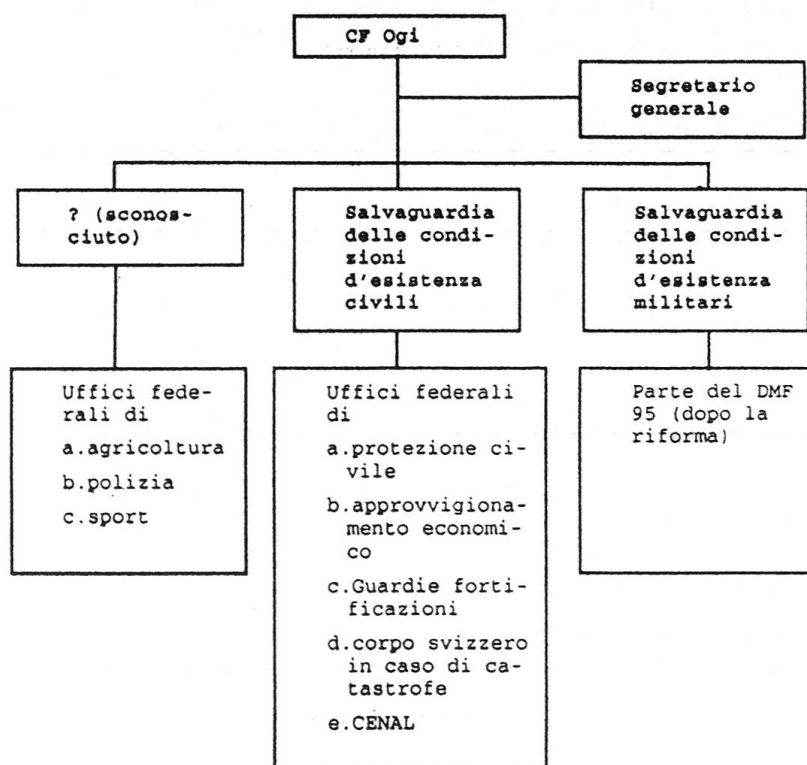 CF Ogi
Segretario
generale
? (sconos-
ciuto)
Salvaguardia
delle condi-
zioni
d'esistenza
civili
Salvaguardia
delle condi-
zioni
d'esistenza
militari
Uffici fede-
rali di
a.agricoltura
b.polizia
c.sport
Uffici federali
di
a.protezione ci-
vile
b.approvvigiona-
mento economi-
co
c.Guardie forti-
ficazioni
d.corpo svizzero
in caso di ca-
tastrofe
e.CENAL
Parte del DMF
95 (dopo la
riforma)